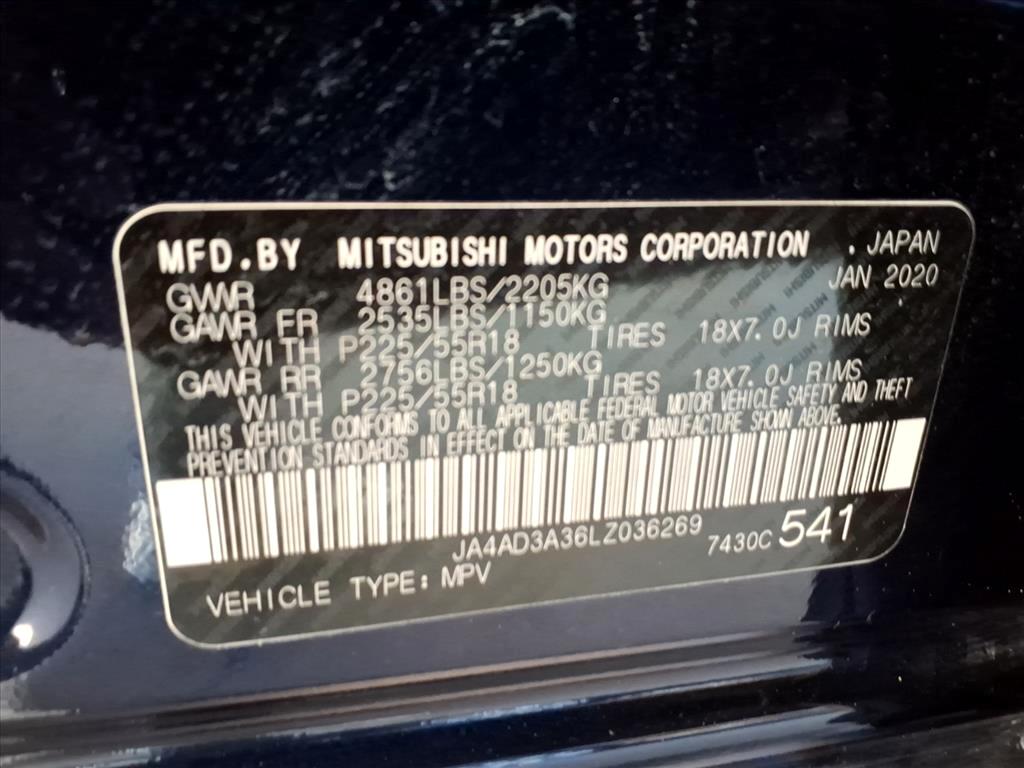 MFD.BY MITSUBISHI MOTORS CORPORATION . JAPAN
GVWR 4861LBS/2205KG JAN 2020
GAWR FR 2535LBS/1150KG
WITH P225/55R18 TIRES 18X7.0J RIMS
GAWR RR 2756LBS/1250KG
WITH P225/55R18 TIRES 18X7.0J RIMS
THIS VEHICLE CONFORMS TO ALL APPLICABLE FEDERAL MOTOR VEHICLE SAFETY AND THEFT
PREVENTION STANDARDS IN EFFECT ON THE DATE OF MANUFACTURE SHOWN ABOVE.
JA4AD3A36LZ036269 7430C 541
VEHICLE TYPE: MPV